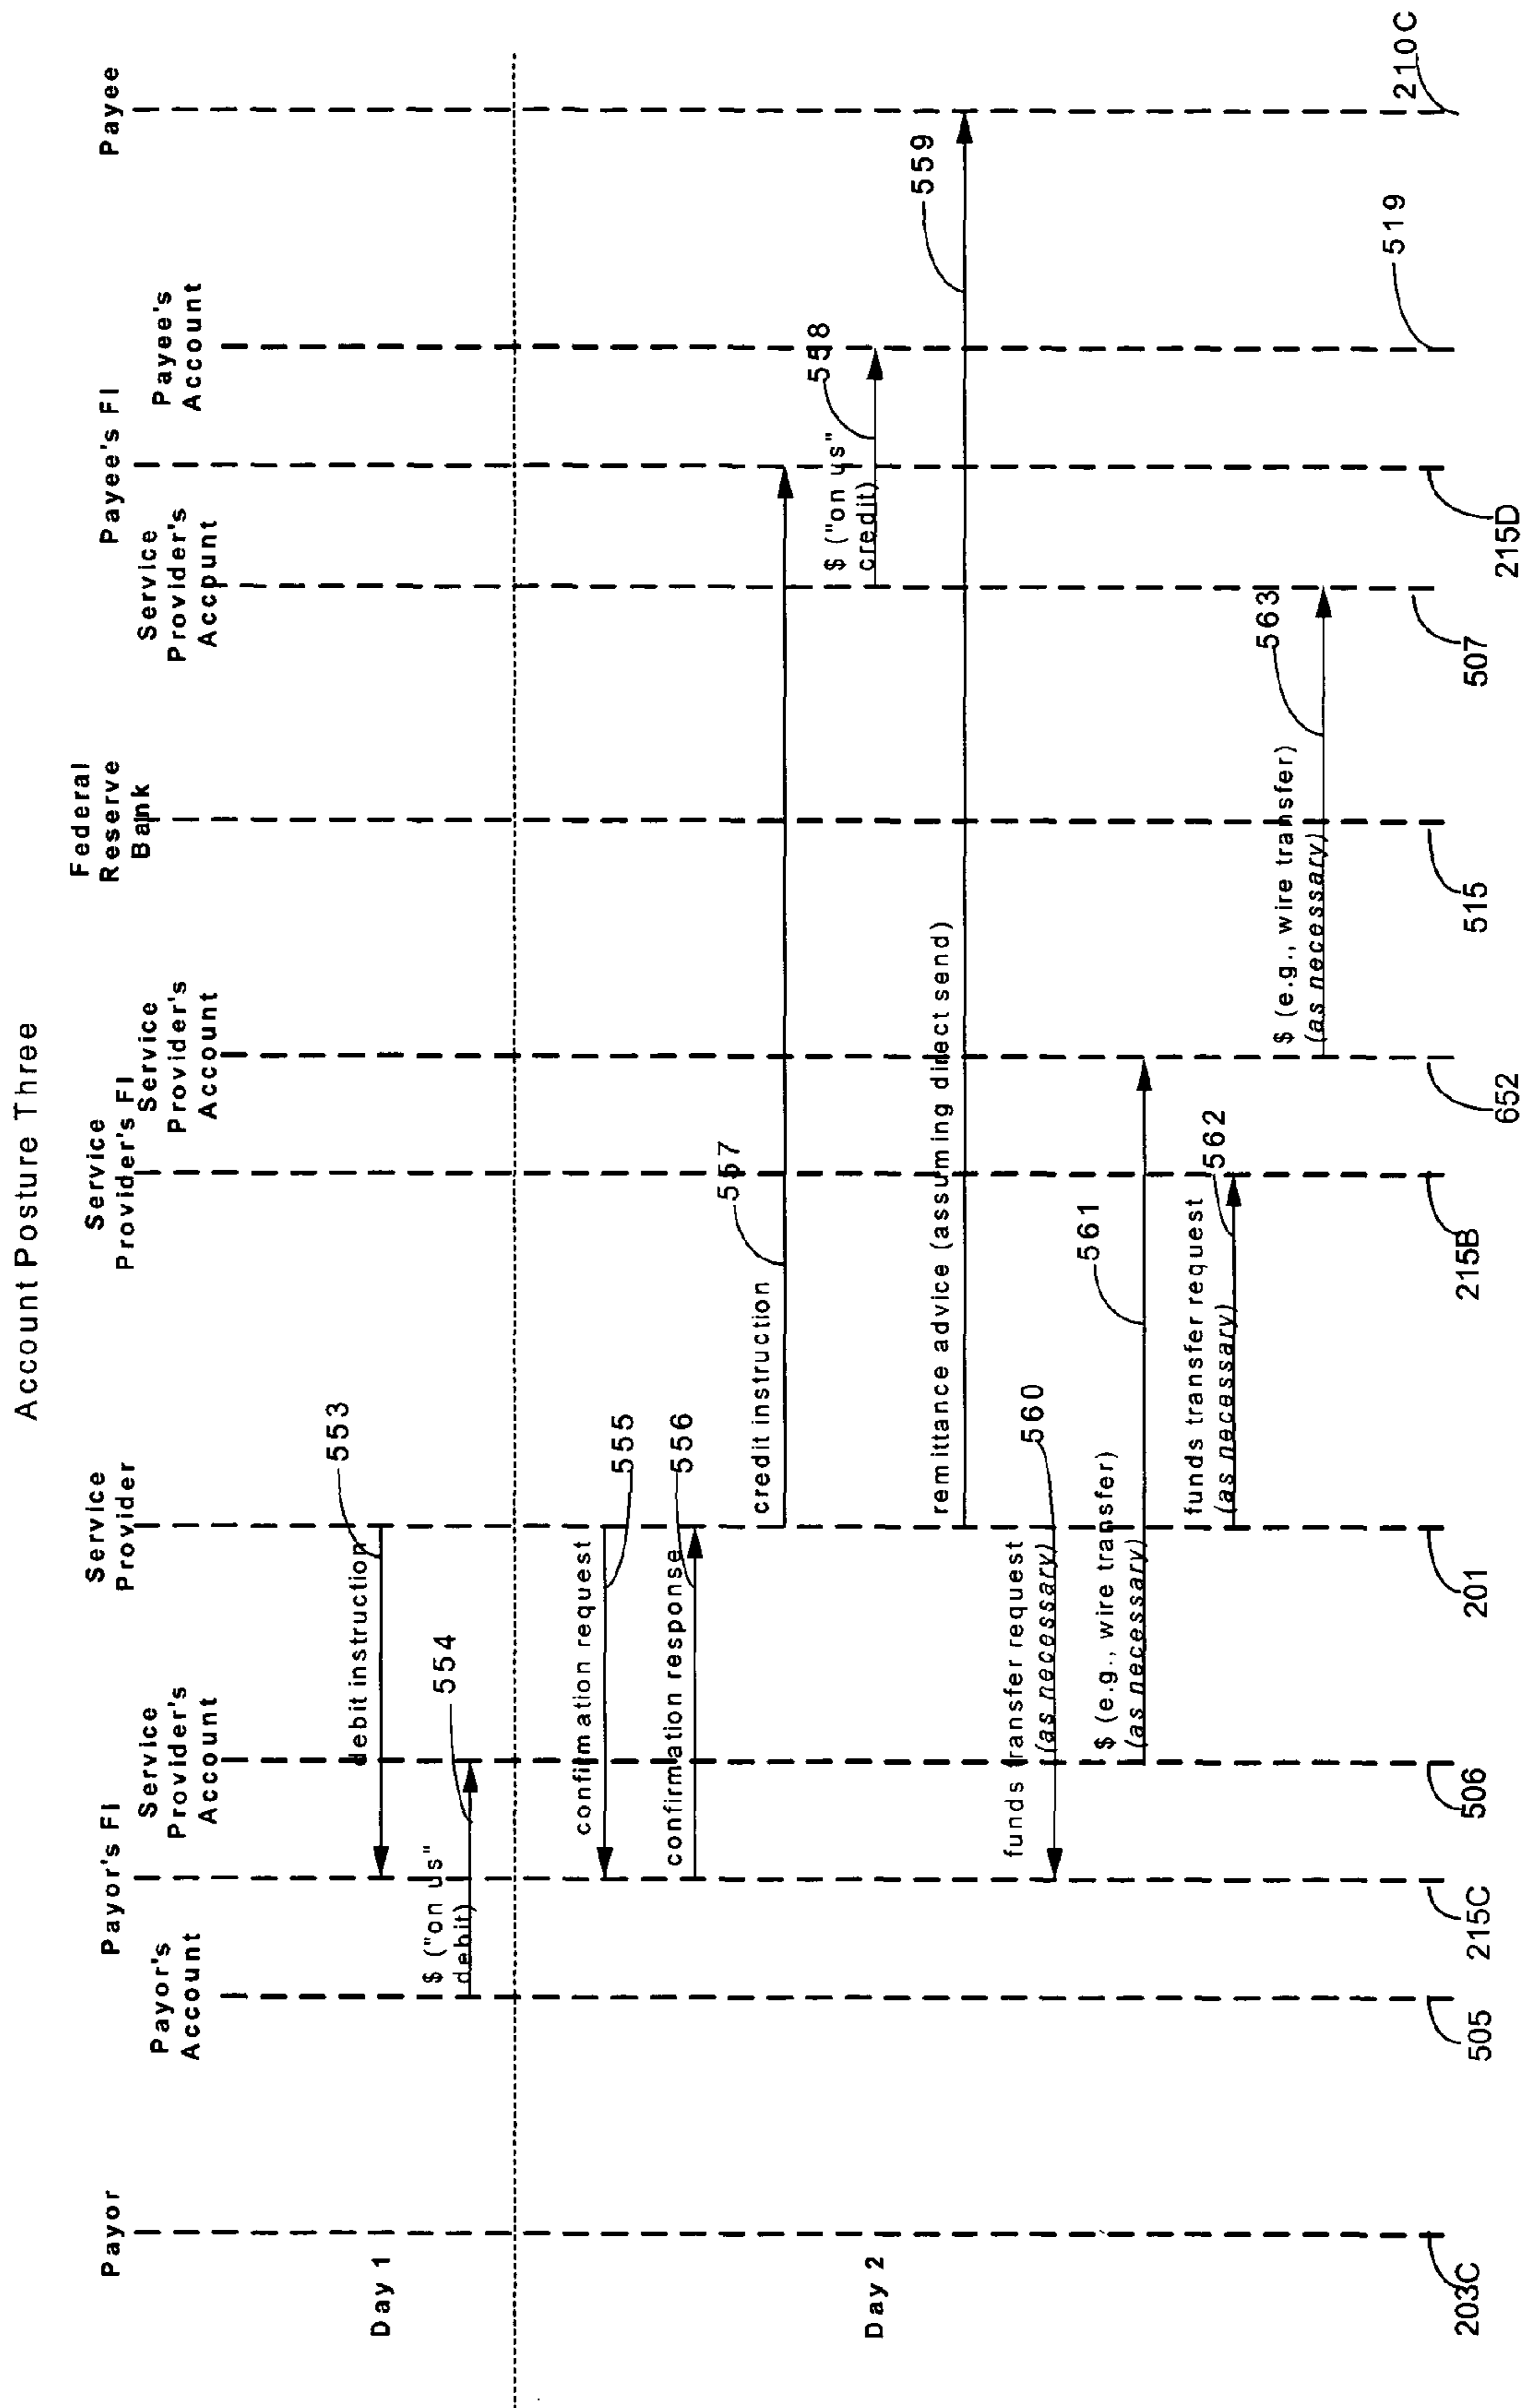 Account Posture Three
Payor
Payor's FI
Payor's
Account
Service
Provider's
Account
Service
Provider
Service
Provider's FI
Service
Provider's
Account
Federal
Reserve
Bank
Payee's FI
Service
Provider's
Account
Payee's
Account
Payee
Day 1
553
debit instruction
554
$ ("on us"
debit)
Day 2
555
confirmation request
556
confirmation response
557
credit instruction
558
$ ("on us"
credit)
559
remittance advice (assuming direct send)
560
funds transfer request
(as necessary)
561
$ (e.g., wire transfer)
(as necessary)
562
funds transfer request
(as necessary)
563
$ (e.g., wire transfer)
(as necessary)
203C
505
215C
506
201
215B
652
515
507
215D
519
210C